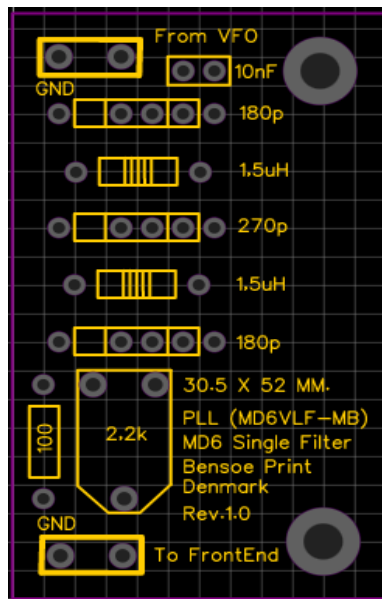 From VFO
10nF
GND
180p
1.5uH
270p
1.5uH
180p
30.5 X 52 MM.
PLL (MD6VLF-MB)
100
2.2k
MD6 Single Filter
Bensoe Print
Denmark
Rev.1.0
GND
To FrontEnd